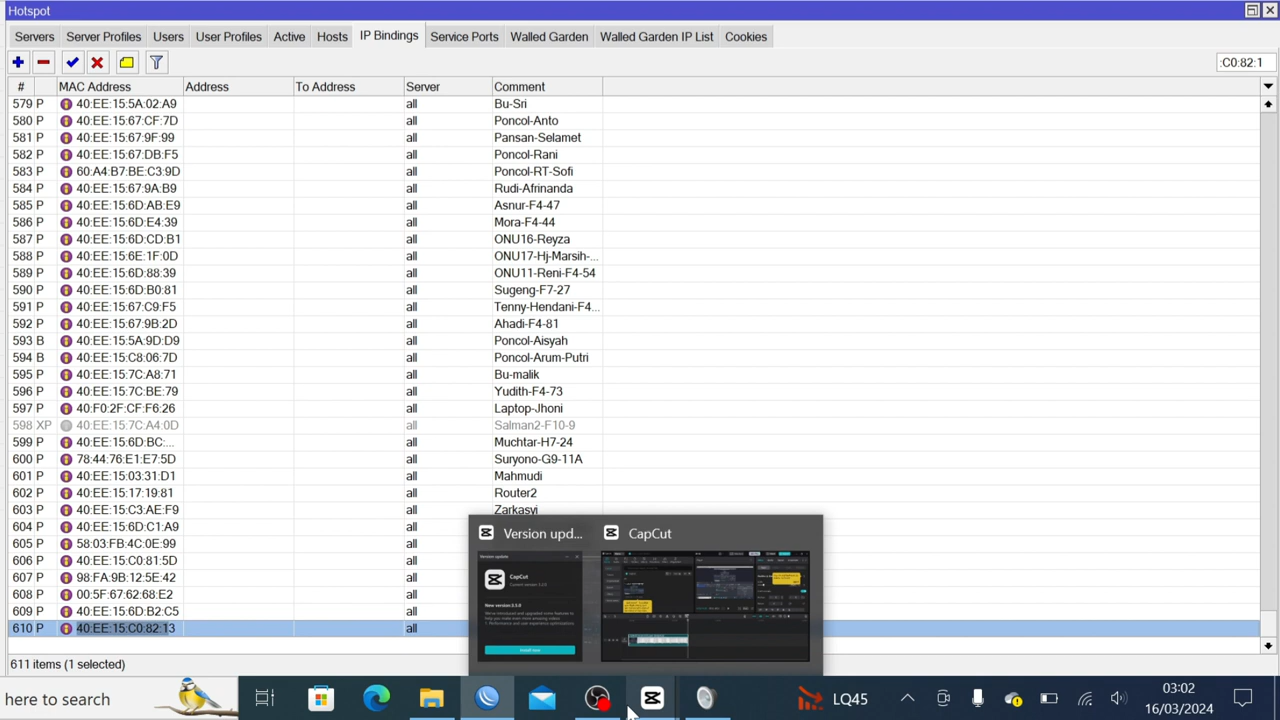 Hotspot
Servers Server Profiles Users User Profiles Active Hosts IP Bindings Service Ports Walled Garden Walled Garden IP List Cookies
:C0:82:1
# MAC Address Address To Address Server Comment
579 P 40:EE:15:5A:02:A9 all Bu-Sri
580 P 40:EE:15:67:CF:7D all Poncol-Anto
581 P 40:EE:15:67:9F:99 all Pansan-Selamet
582 P 40:EE:15:67:DB:F5 all Poncol-Rani
583 P 60:A4:B7:BE:C3:9D all Poncol-RT-Sofi
584 P 40:EE:15:67:9A:B9 all Rudi-Afrinanda
585 P 40:EE:15:6D:AB:E9 all Asnur-F4-47
586 P 40:EE:15:6D:E4:39 all Mora-F4-44
587 P 40:EE:15:6D:CD:B1 all ONU16-Reyza
588 P 40:EE:15:6E:1F:0D all ONU17-Hj-Marsih-...
589 P 40:EE:15:6D:88:39 all ONU11-Reni-F4-54
590 P 40:EE:15:6D:B0:81 all Sugeng-F7-27
591 P 40:EE:15:67:C9:F5 all Tenny-Hendani-F4...
592 P 40:EE:15:67:9B:2D all Ahadi-F4-81
593 B 40:EE:15:5A:9D:D9 all Poncol-Aisyah
594 B 40:EE:15:C8:06:7D all Poncol-Arum-Putri
595 P 40:EE:15:7C:A8:71 all Bu-malik
596 P 40:EE:15:7C:BE:79 all Yudith-F4-73
597 P 40:F0:2F:CF:F6:26 all Laptop-Jhoni
598 XP 40:EE:15:7C:A4:0D all Salman2-F10-9
599 P 40:EE:15:6D:BC:... all Muchtar-H7-24
600 P 78:44:76:E1:E7:5D all Suryono-G9-11A
601 P 40:EE:15:03:31:D1 all Mahmudi
602 P 40:EE:15:17:19:81 all Router2
603 P 40:EE:15:C3:AE:F9 all Zarkasyi
604 P 40:EE:15:6D:C1:A9 all
605 P 58:03:FB:4C:0E:99 all
606 P 40:EE:15:C0:81:5D all
607 P 98:FA:9B:12:5E:42 all
608 P 00:5F:67:62:68:E2 all
609 P 40:EE:15:6D:B2:C5 all
40:EE:15:C0:82:13 all
Version upd... CapCut
Version update
CapCut
611 items (1 selected)
here to search
LQ45
03:02
16/03/2024